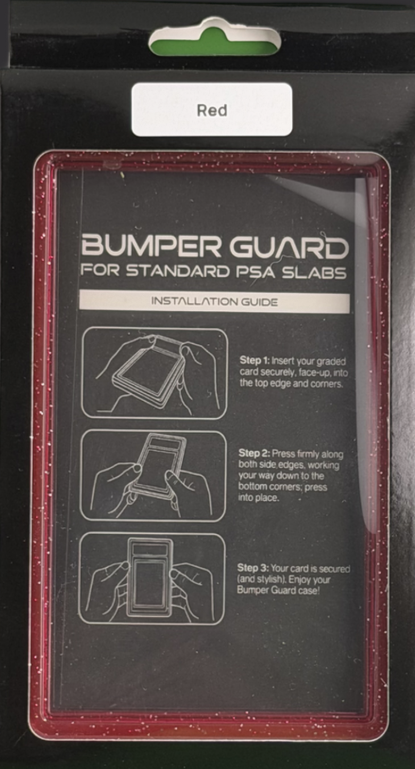 Red
BUMPER GUARD
FOR STANDARD PSA SLABS
INSTALLATION GUIDE
Step 1: Insert your graded
card securely, face-up, into
the top edge and corners.
Step 2: Press firmly along
both side edges, working
your way down to the
bottom corners; press
into place.
Step 3: Your card is secured
(and stylish). Enjoy your
Bumper Guard case!